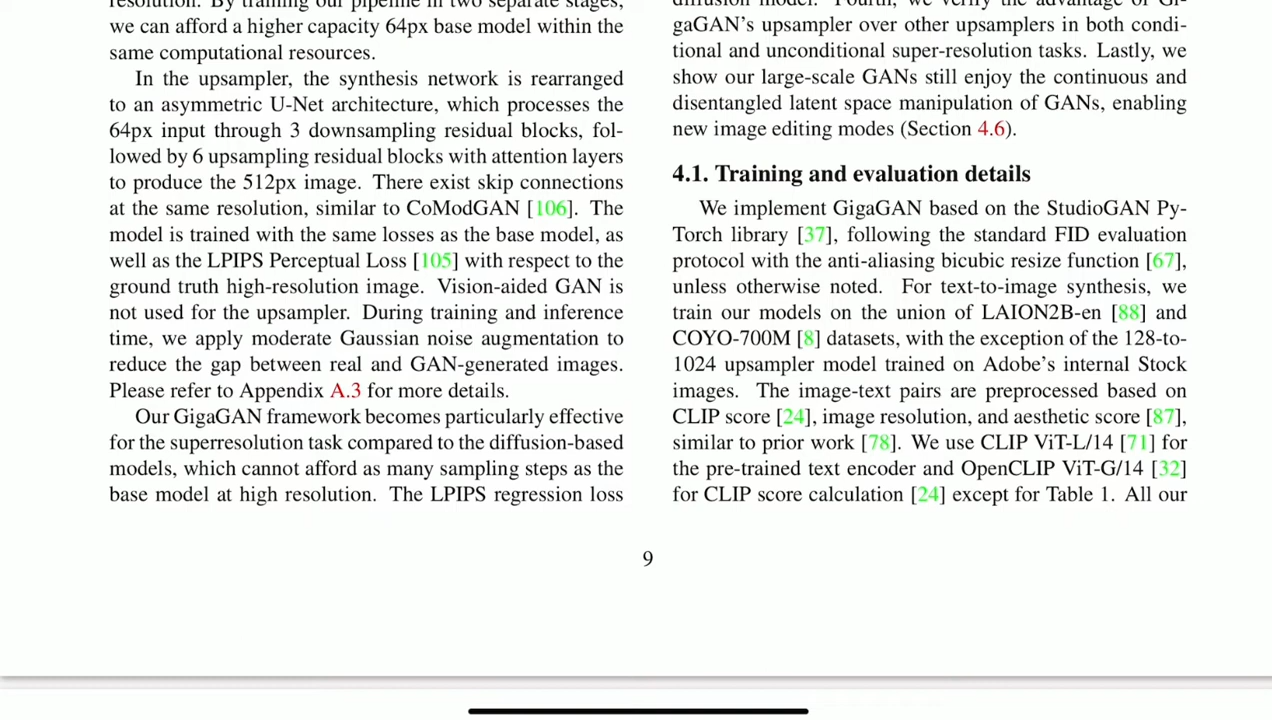 resolution. By training our pipeline in two separate stages,
we can afford a higher capacity 64px base model within the
same computational resources.
In the upsampler, the synthesis network is rearranged
to an asymmetric U-Net architecture, which processes the
64px input through 3 downsampling residual blocks, fol-
lowed by 6 upsampling residual blocks with attention layers
to produce the 512px image. There exist skip connections
at the same resolution, similar to CoModGAN [106]. The
model is trained with the same losses as the base model, as
well as the LPIPS Perceptual Loss [105] with respect to the
ground truth high-resolution image. Vision-aided GAN is
not used for the upsampler. During training and inference
time, we apply moderate Gaussian noise augmentation to
reduce the gap between real and GAN-generated images.
Please refer to Appendix A.3 for more details.
Our GigaGAN framework becomes particularly effective
for the superresolution task compared to the diffusion-based
models, which cannot afford as many sampling steps as the
base model at high resolution. The LPIPS regression loss
diffusion model. Fourth, we verify the advantage of Gi-
gaGAN's upsampler over other upsamplers in both condi-
tional and unconditional super-resolution tasks. Lastly, we
show our large-scale GANs still enjoy the continuous and
disentangled latent space manipulation of GANs, enabling
new image editing modes (Section 4.6).
4.1. Training and evaluation details
We implement GigaGAN based on the StudioGAN Py-
Torch library [37], following the standard FID evaluation
protocol with the anti-aliasing bicubic resize function [67],
unless otherwise noted. For text-to-image synthesis, we
train our models on the union of LAION2B-en [88] and
COYO-700M [8] datasets, with the exception of the 128-to-
1024 upsampler model trained on Adobe's internal Stock
images. The image-text pairs are preprocessed based on
CLIP score [24], image resolution, and aesthetic score [87],
similar to prior work [78]. We use CLIP ViT-L/14 [71] for
the pre-trained text encoder and OpenCLIP ViT-G/14 [32]
for CLIP score calculation [24] except for Table 1. All our
9